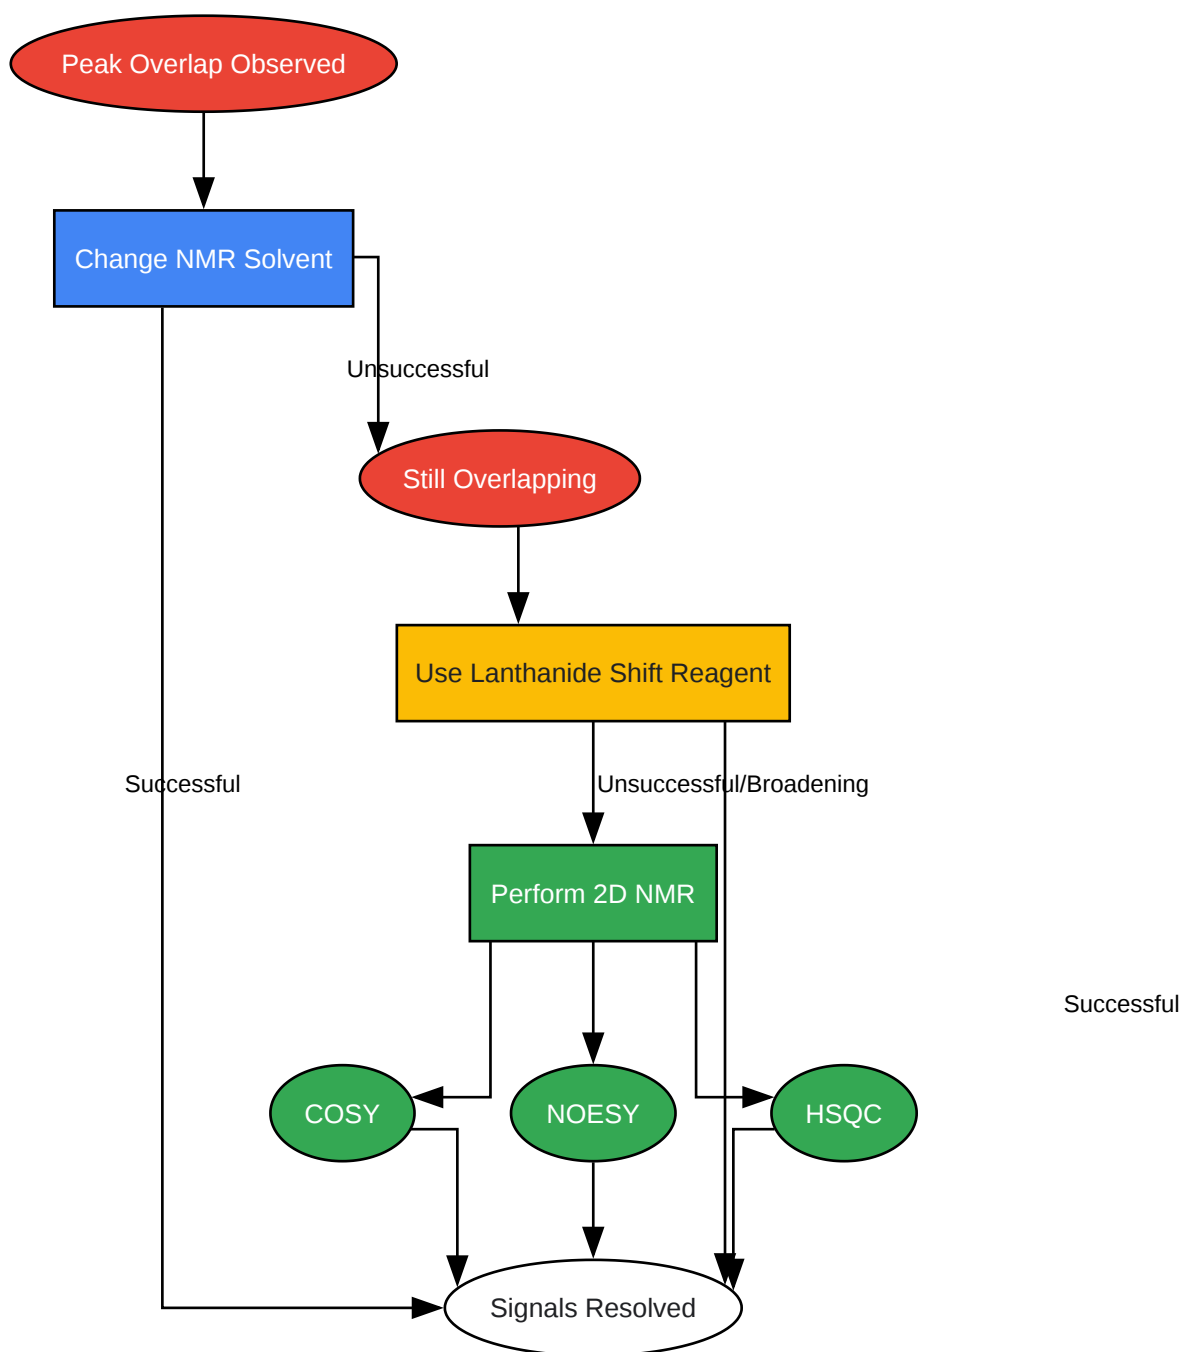 Peak Overlap Observed
Change NMR Solvent
Unsuccessful
Still Overlapping
Use Lanthanide Shift Reagent
Successful
Unsuccessful/Broadening
Perform 2D NMR
Successful
COSY
NOESY
HSQC
Signals Resolved